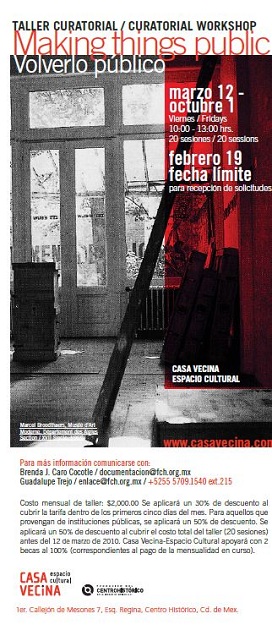 TALLER CURATORIAL / CURATORIAL WORKSHOP
Making things public
Volverlo público
marzo 12 -
octubre 1
Viernes / Fridays
10:00 - 13:00 hrs.
20 sesiones / 20 sessions
febrero 19
fecha límite
para recepción de solicitudes
CASA VECINA
ESPACIO CULTURAL
Marcel Broodthaers, Musée d'Art
Moderne, Département des Aigles
Section
www.casavecina.com
Para más información comunicarse con:
Brenda J. Caro Cocotle / documentacion@fch.org.mx
Guadalupe Trejo / enlace@fch.org.mx / +5255 5709.1540 ext.215
Costo mensual de taller: $2,000.00 Se aplicará un 30% de descuento al
cubrir la tarifa dentro de los primeros cinco días del mes. Para aquellos que
provengan de instituciones públicas, se aplicará un 50% de descuento. Se
aplicará un 50% de descuento al cubrir el costo total del taller (20 sesiones)
antes del 12 de marzo de 2010. Casa Vecina-Espacio Cultural apoyará con 2
becas al 100% (correspondientes al pago de la mensualidad en curso).
CASA espacio
VECINA cultural
CENTROHISTÓRICO
1er. Callejón de Mesones 7, Esq. Regina, Centro Histórico, Cd. de Mex.